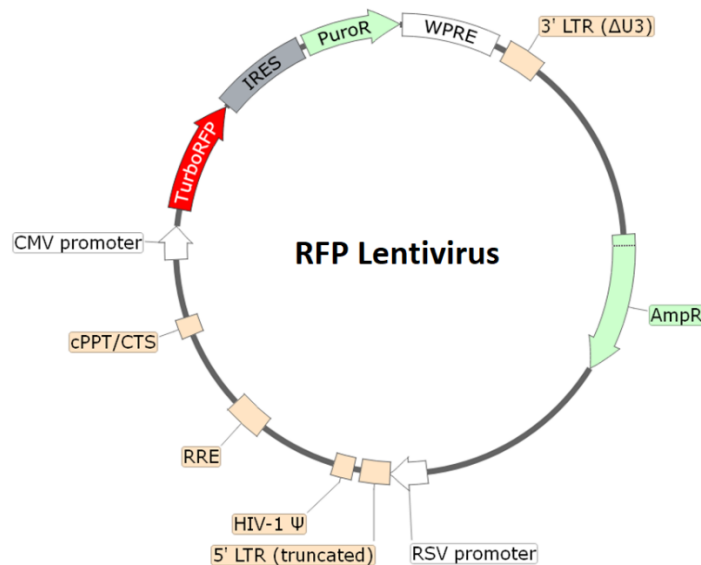 PuroR
WPRE
3' LTR (ΔU3)
IRES
TurboRFP
CMV promoter
RFP Lentivirus
AmpR
cPPT/CTS
RRE
HIV-1 Ψ
5' LTR (truncated)
RSV promoter